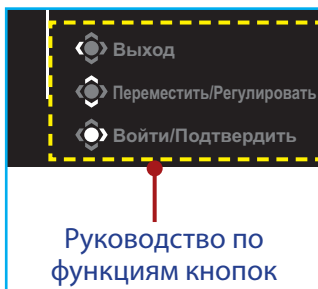 Выход
Переместить/Регулировать
Войти/Подтвердить
Руководство по
функциям кнопок